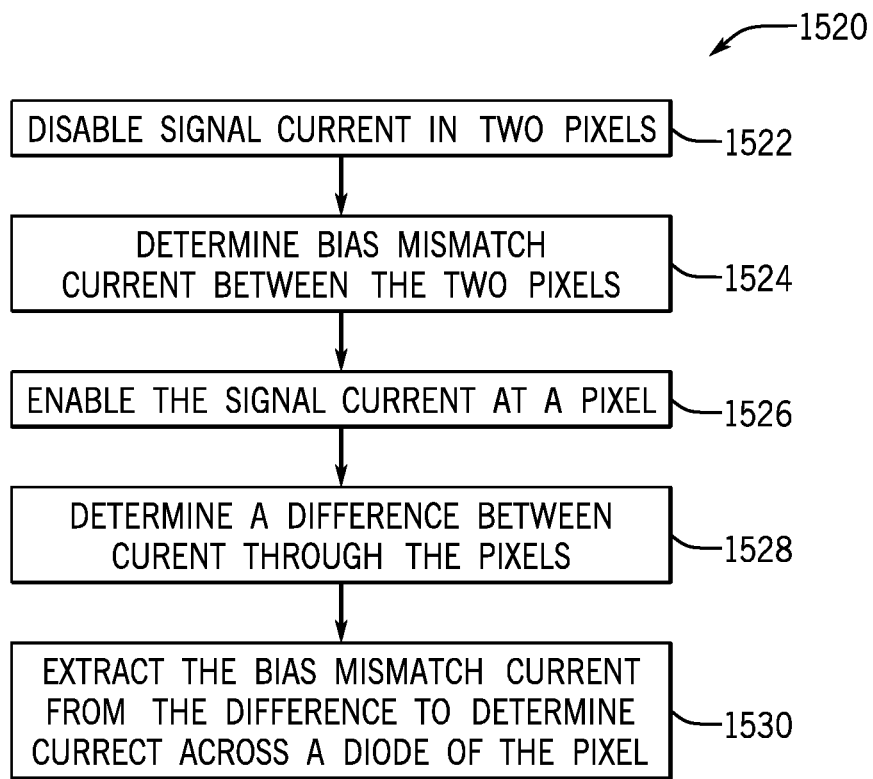 1520
DISABLE SIGNAL CURRENT IN TWO PIXELS
1522
DETERMINE BIAS MISMATCH
CURRENT BETWEEN THE TWO PIXELS
1524
ENABLE THE SIGNAL CURRENT AT A PIXEL
1526
DETERMINE A DIFFERENCE BETWEEN
CURENT THROUGH THE PIXELS
1528
EXTRACT THE BIAS MISMATCH CURRENT
FROM THE DIFFERENCE TO DETERMINE
CURRECT ACROSS A DIODE OF THE PIXEL
1530